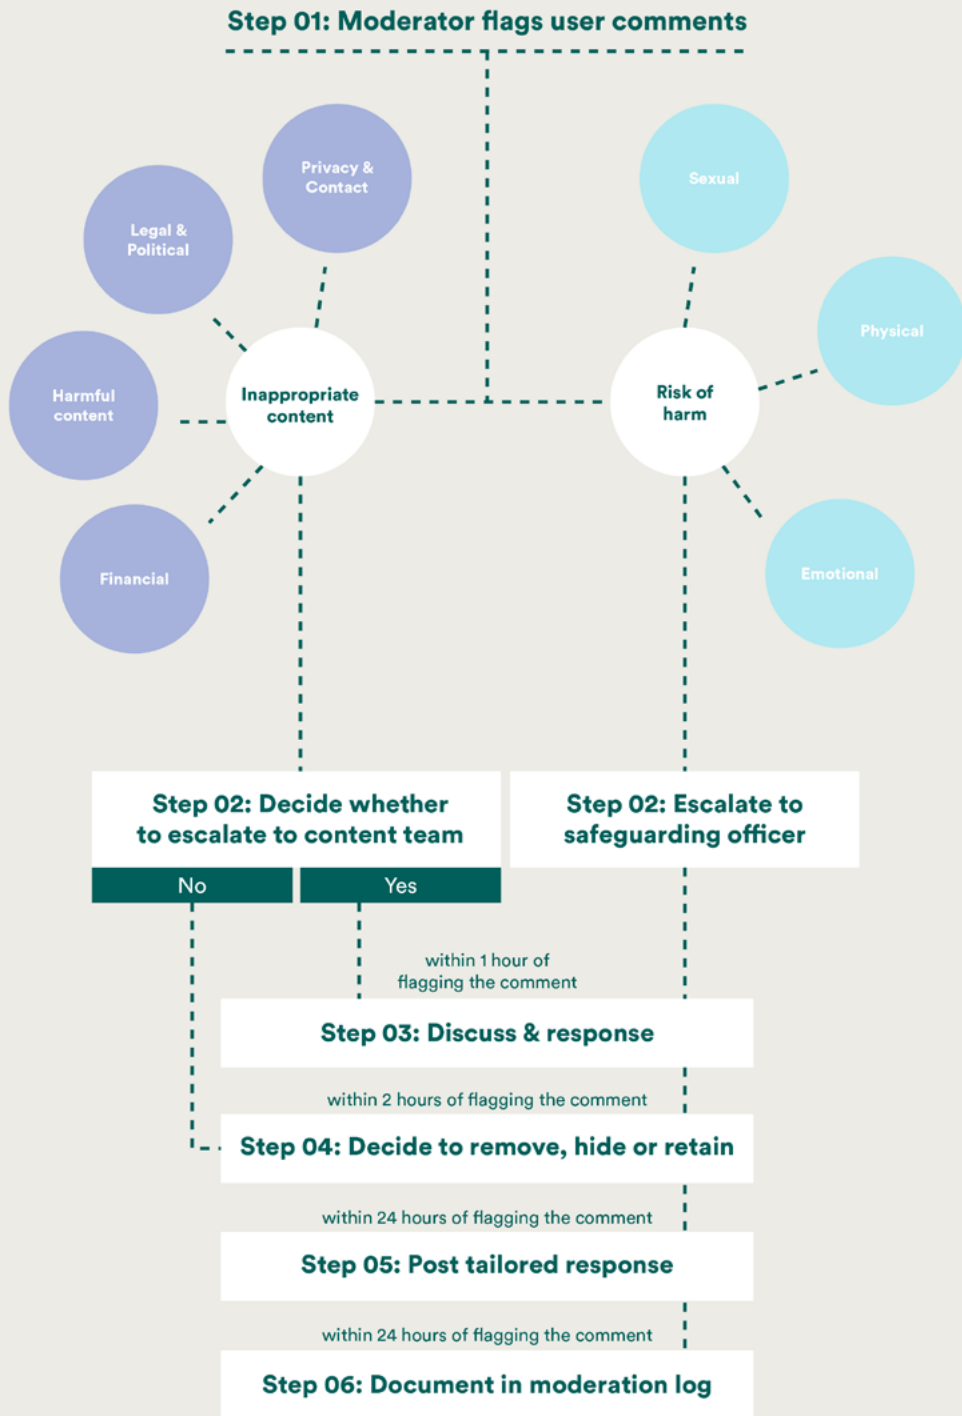 Step 01: Moderator flags user comments
Privacy &
Contact
Sexual
Legal &
Political
Physical
Harmful
content
Inappropriate
content
Risk of
harm
Financial
Emotional
Step 02: Decide whether
to escalate to content team
No
Yes
Step 02: Escalate to
safeguarding officer
within 1 hour of
flagging the comment
Step 03: Discuss & response
within 2 hours of flagging the comment
Step 04: Decide to remove, hide or retain
within 24 hours of flagging the comment
Step 05: Post tailored response
within 24 hours of flagging the comment
Step 06: Document in moderation log